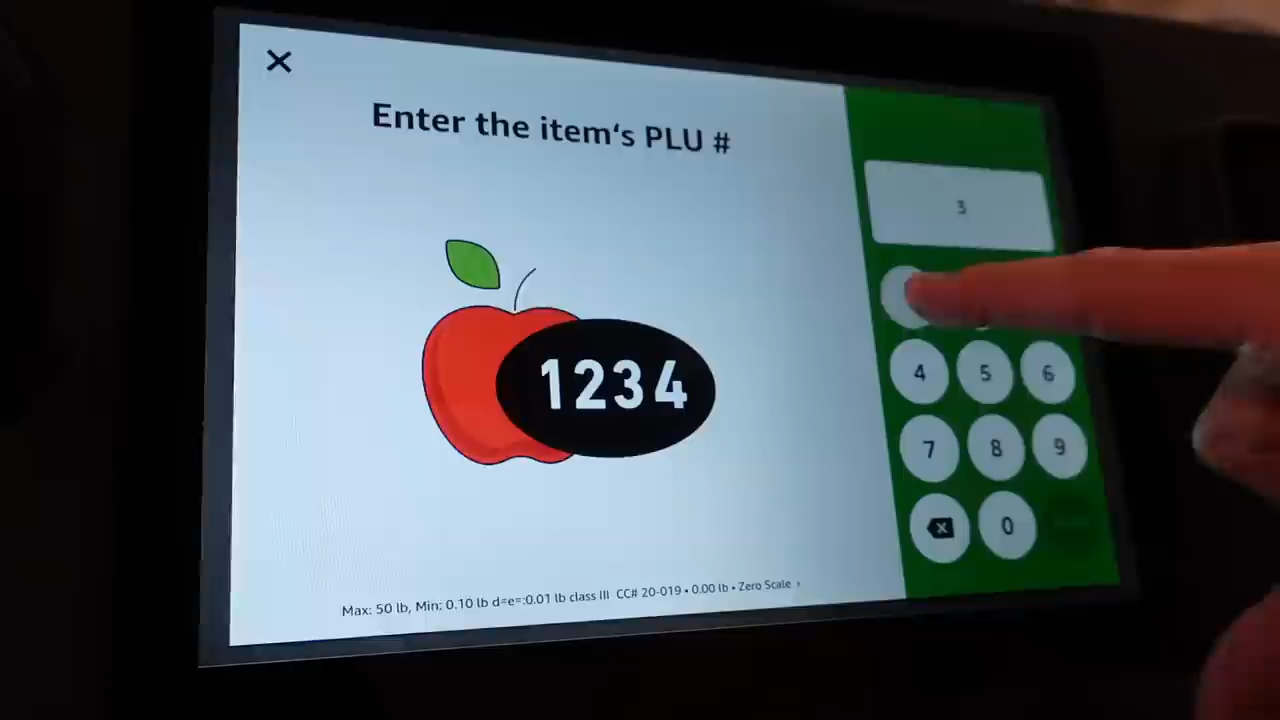 Enter the item‘s PLU #
3
1234
4 5 6
7 8 9
0
Max: 50 lb, Min: 0.10 lb d=e=:0.01 lb class III CC# 20-019 • 0.00 lb • Zero Scale ›